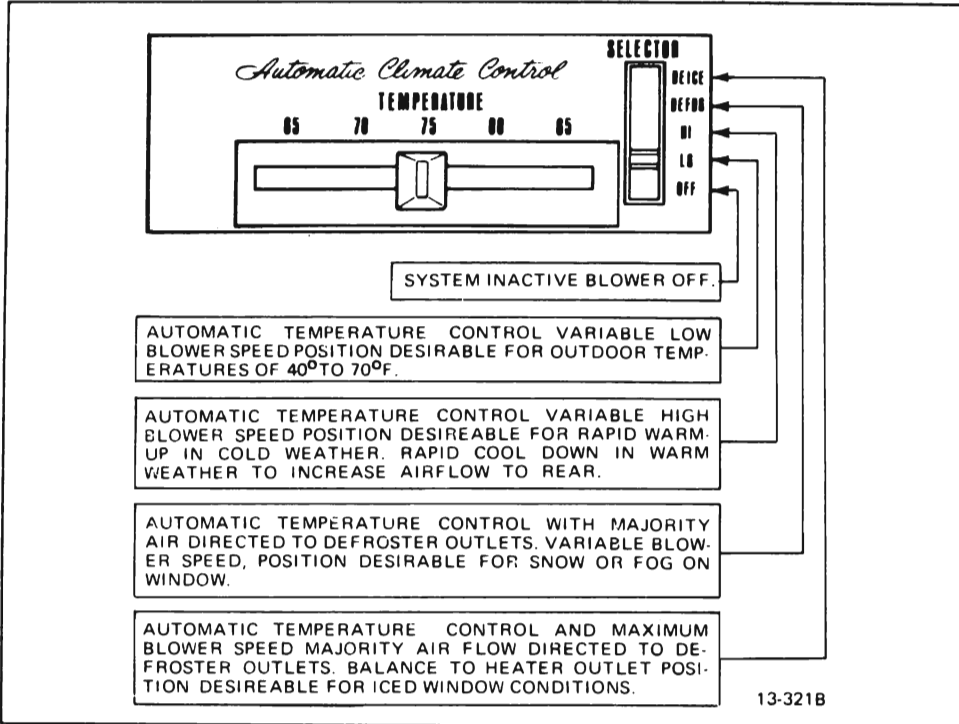 SELECTOR
Automatic Climate Control
DEICE
TEMPERATURE
DEFOG
65 70 75 80 85
HI
LO
OFF
SYSTEM INACTIVE BLOWER OFF.
AUTOMATIC TEMPERATURE CONTROL VARIABLE LOW
BLOWER SPEED POSITION DESIRABLE FOR OUTDOOR TEMP-
ERATURES OF 40° TO 70°F.
AUTOMATIC TEMPERATURE CONTROL VARIABLE HIGH
BLOWER SPEED POSITION DESIREABLE FOR RAPID WARM-
UP IN COLD WEATHER. RAPID COOL DOWN IN WARM
WEATHER TO INCREASE AIRFLOW TO REAR.
AUTOMATIC TEMPERATURE CONTROL WITH MAJORITY
AIR DIRECTED TO DEFROSTER OUTLETS. VARIABLE BLOW-
ER SPEED, POSITION DESIRABLE FOR SNOW OR FOG ON
WINDOW.
AUTOMATIC TEMPERATURE CONTROL AND MAXIMUM
BLOWER SPEED MAJORITY AIR FLOW DIRECTED TO DE-
FROSTER OUTLETS. BALANCE TO HEATER OUTLET POSI-
TION DESIREABLE FOR ICED WINDOW CONDITIONS.
13-321B